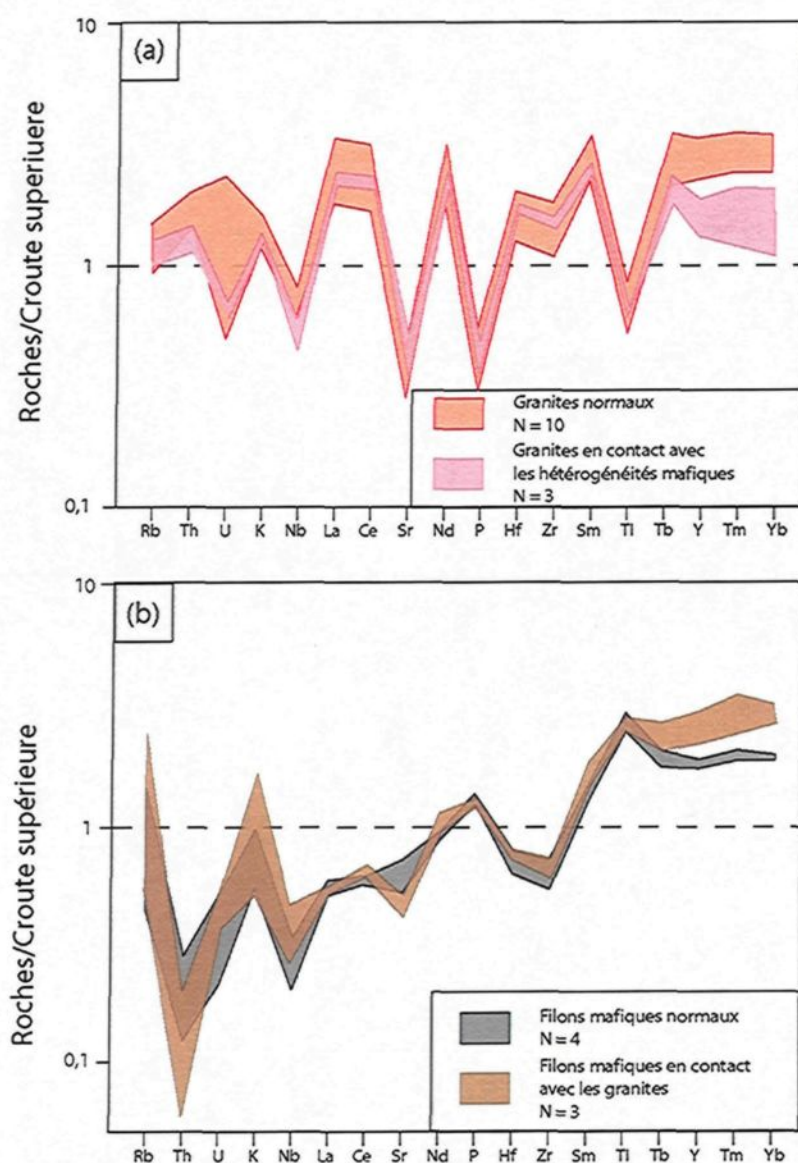 10
(a)
Roches/Croute superiuere
1
0,1
Granites normaux
N = 10
Granites en contact avec
les hétérogénéités mafiques
N = 3
Rb Th U K Nb La Ce Sr Nd P Hf Zr Sm Ti Tb Y Tm Yb
10
(b)
Roches/Croute supérieure
1
0,1
Filons mafiques normaux
N = 4
Filons mafiques en contact
avec les granites
N = 3
Rb Th U K Nb La Ce Sr Nd P Hf Zr Sm Ti Tb Y Tm Yb